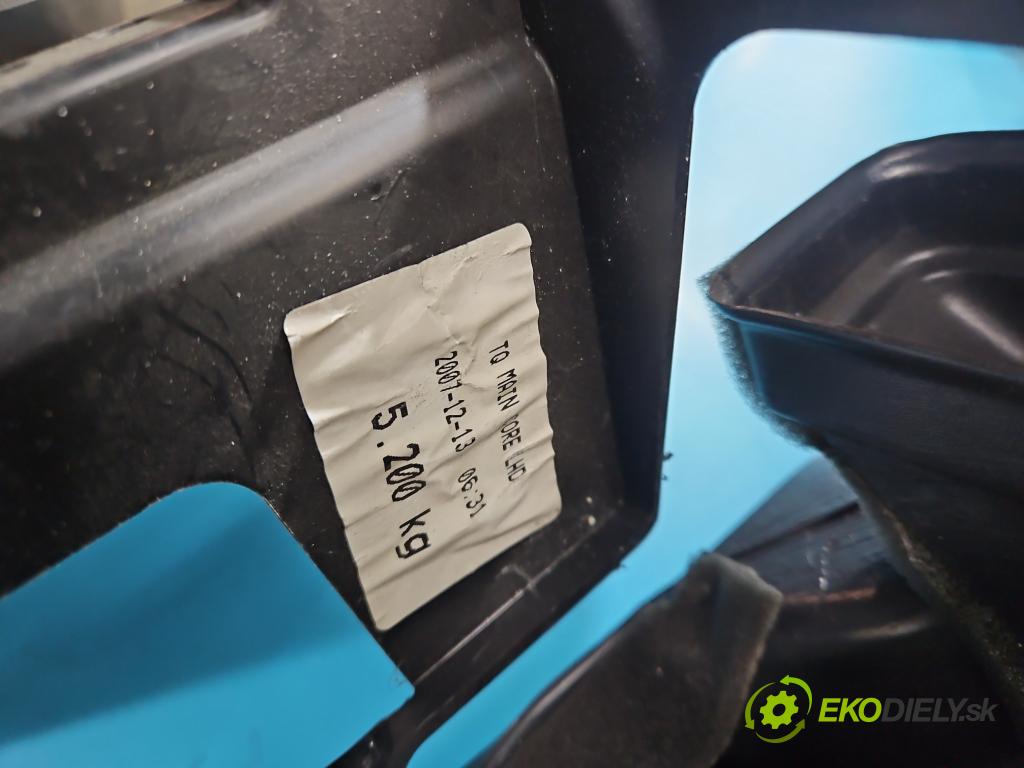 TQ MAIN CORE LHD
2007-12-13 06:31
5.200 kg
EKODIELY.sk